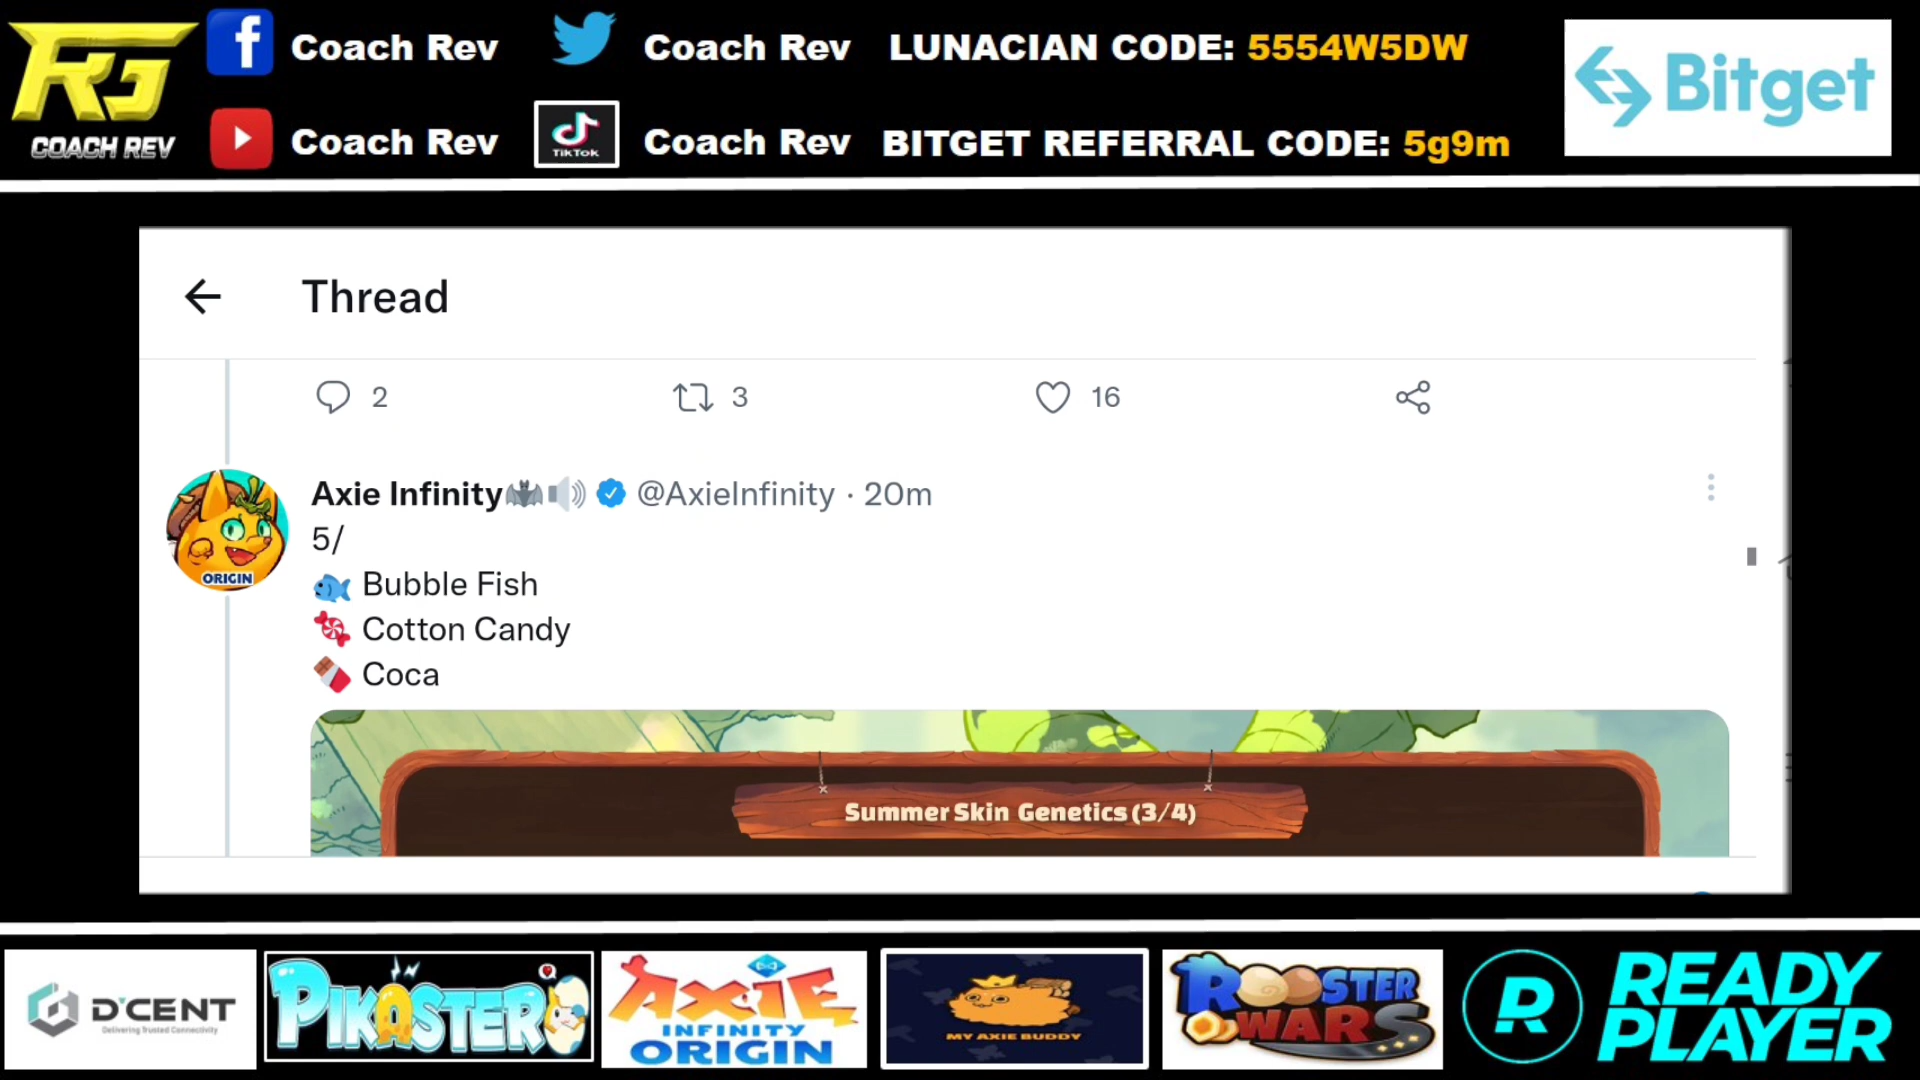 RG
COACH REV
Coach Rev
Coach Rev
LUNACIAN CODE: 5554W5DW
Coach Rev
TikTok
Coach Rev
BITGET REFERRAL CODE: 5g9m
Bitget
Thread
2
3
16
Axie Infinity @AxieInfinity · 20m
ORIGIN
5/
Bubble Fish
Cotton Candy
Coca
Summer Skin Genetics (3/4)
D'CENT
Delivering Trusted Connectivity
PIKASTER
AXIE
INFINITY
ORIGIN
MY AXIE BUDDY
ROOSTER
WARS
R
READY
PLAYER